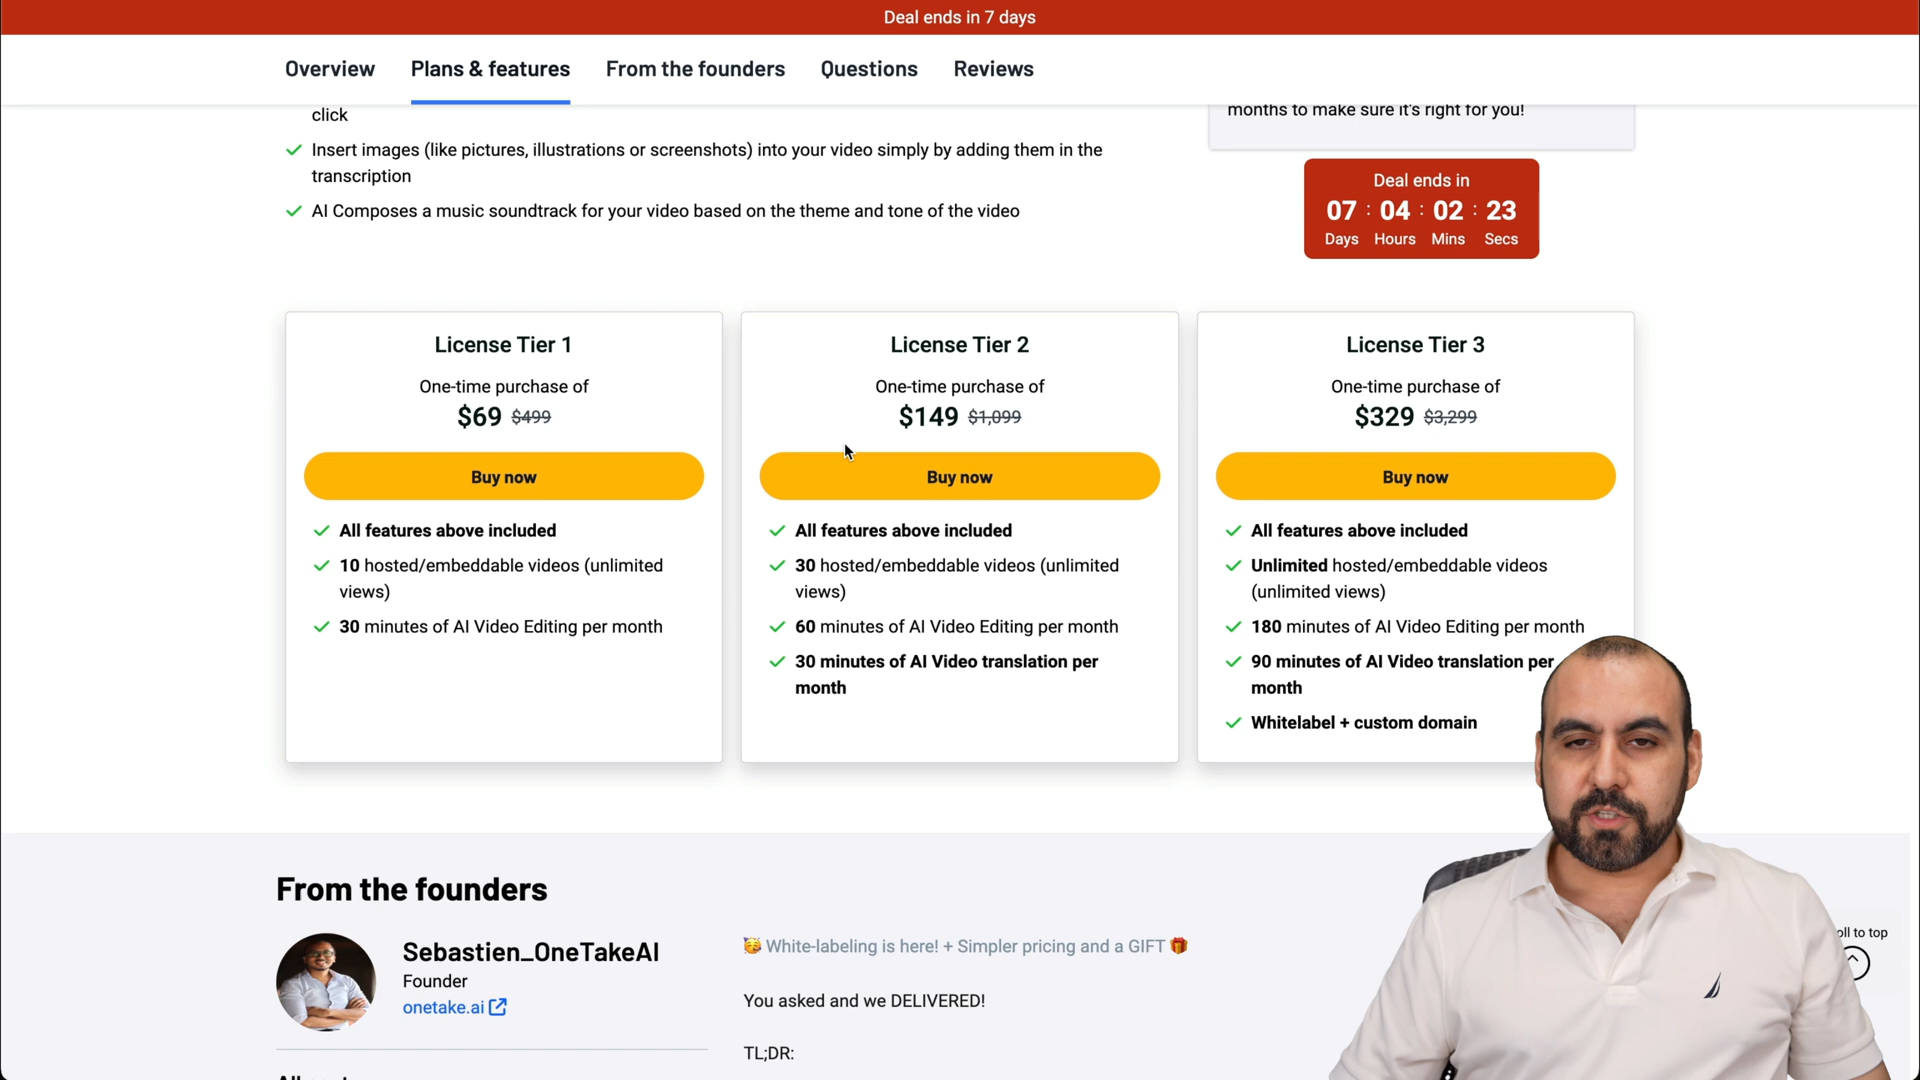 Deal ends in 7 days
Overview
Plans & features
From the founders
Questions
Reviews
click
Insert images (like pictures, illustrations or screenshots) into your video simply by adding them in the
transcription
AI Composes a music soundtrack for your video based on the theme and tone of the video
months to make sure it's right for you!
Deal ends in
07 : 04 : 02 : 23
Days Hours Mins Secs
License Tier 1
One-time purchase of
$69 $499
Buy now
All features above included
10 hosted/embeddable videos (unlimited
views)
30 minutes of AI Video Editing per month
License Tier 2
One-time purchase of
$149 $1,099
Buy now
All features above included
30 hosted/embeddable videos (unlimited
views)
60 minutes of AI Video Editing per month
30 minutes of AI Video translation per
month
License Tier 3
One-time purchase of
$329 $3,299
Buy now
All features above included
Unlimited hosted/embeddable videos
(unlimited views)
180 minutes of AI Video Editing per month
90 minutes of AI Video translation per
month
Whitelabel + custom domain
From the founders
Sebastien_OneTakeAI
Founder
onetake.ai
🥳 White-labeling is here! + Simpler pricing and a GIFT 🎁
You asked and we DELIVERED!
TL;DR:
to top